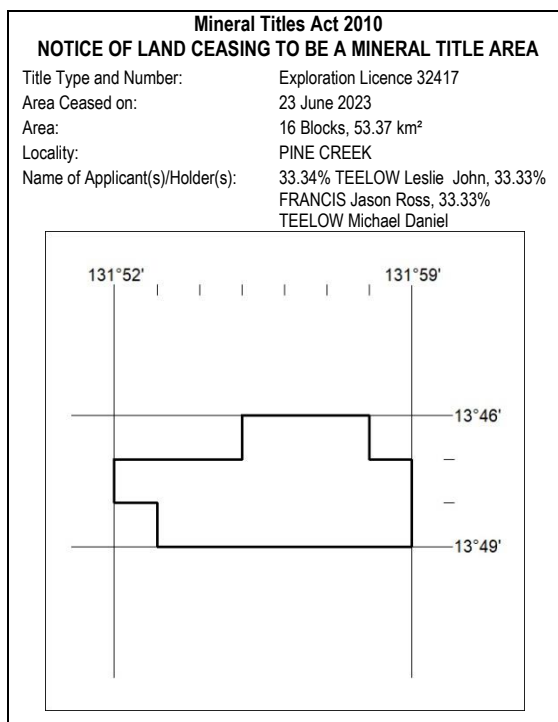 Mineral Titles Act 2010
NOTICE OF LAND CEASING TO BE A MINERAL TITLE AREA
Title Type and Number: Exploration Licence 32417
Area Ceased on: 23 June 2023
Area: 16 Blocks, 53.37 km²
Locality: PINE CREEK
Name of Applicant(s)/Holder(s): 33.34% TEELOW Leslie John, 33.33%
FRANCIS Jason Ross, 33.33%
TEELOW Michael Daniel
131°52' 131°59'
13°46'
13°49'